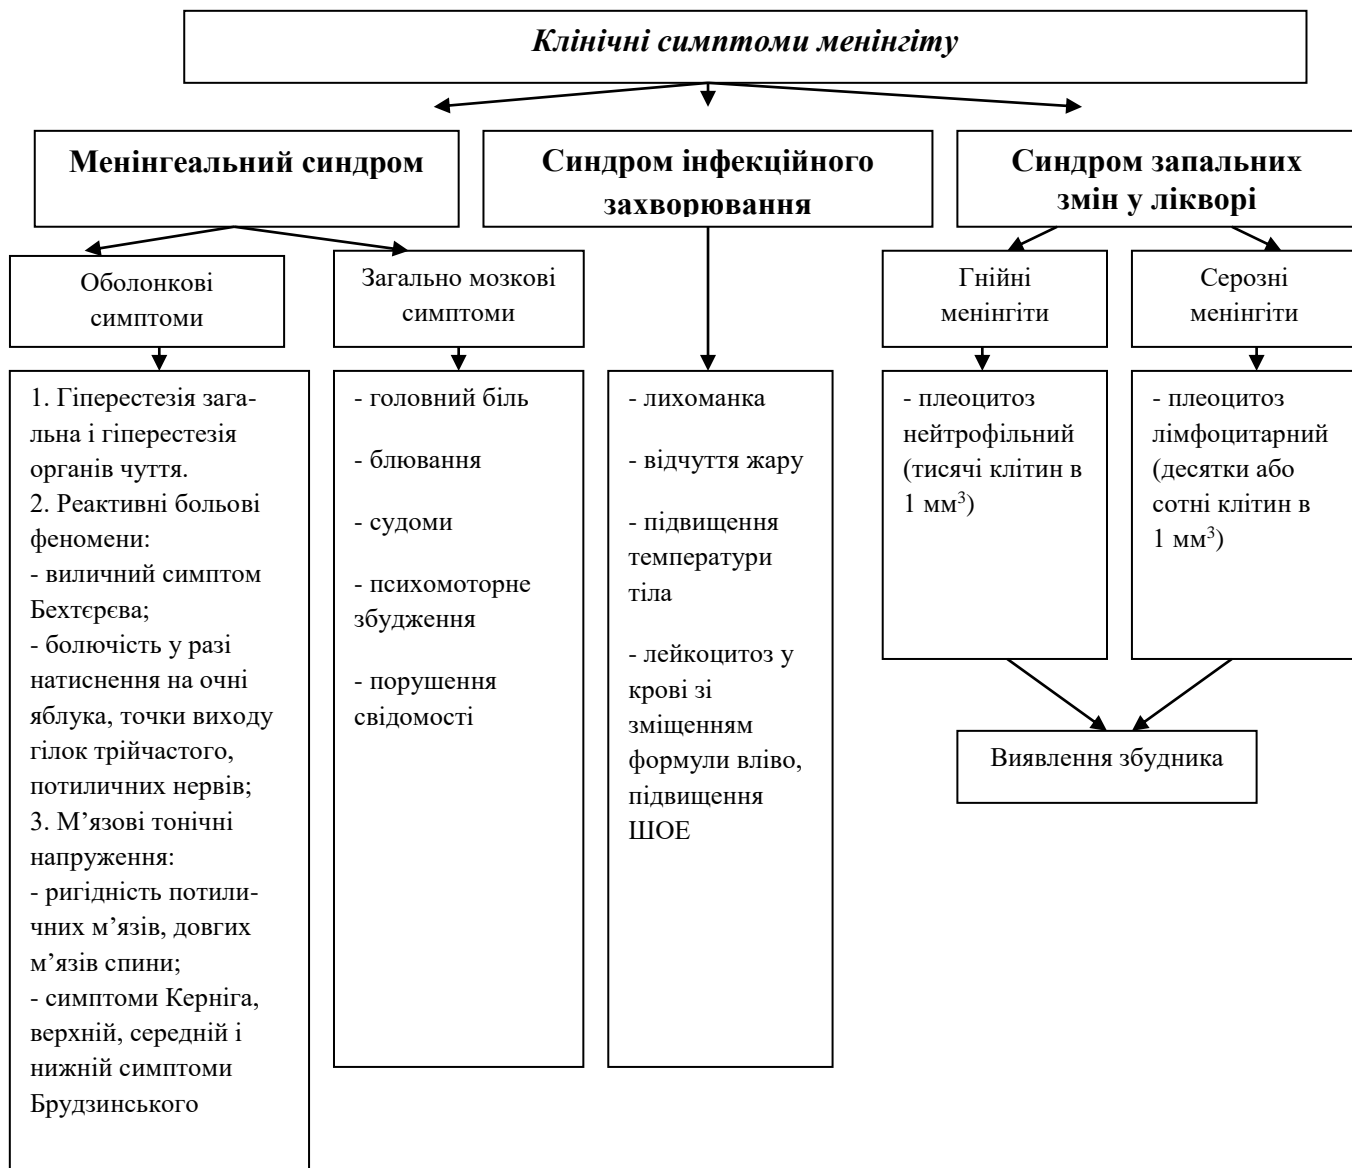 Клінічні симптоми менінгіту
Менінгеальний синдром
Синдром інфекційного
захворювання
Синдром запальних
змін у лікворі
Оболонкові
симптоми
Загально мозкові
симптоми
Гнійні
менінгіти
Серозні
менінгіти
1. Гіперестезія зага-
льна і гіперестезія
органів чуття.
2. Реактивні больові
феномени:
- виличний симптом
Бехтєрєва;
- болючість у разі
натиснення на очні
яблука, точки виходу
гілок трійчастого,
потиличних нервів;
3. М’язові тонічні
напруження:
- ригідність потили-
чних м’язів, довгих
м’язів спини;
- симптоми Керніга,
верхній, середній і
нижній симптоми
Брудзинського
- головний біль
- блювання
- судоми
- психомоторне
збудження
- порушення
свідомості
- лихоманка
- відчуття жару
- підвищення
температури
тіла
- лейкоцитоз у
крові зі
зміщенням
формули вліво,
підвищення
ШОЕ
- плеоцитоз
нейтрофільний
(тисячі клітин в
1 мм³)
- плеоцитоз
лімфоцитарний
(десятки або
сотні клітин в
1 мм³)
Виявлення збудника